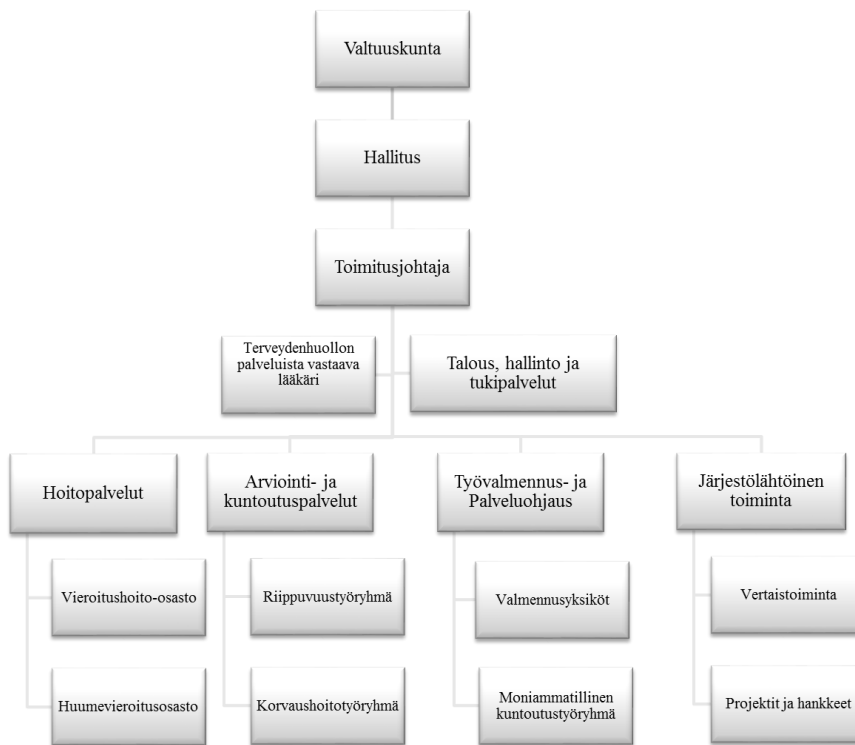 Valtuuskunta
Hallitus
Toimitusjohtaja
Terveydenhuollon
palveluista vastaava
lääkäri
Talous, hallinto ja
tukipalvelut
Hoitopalvelut
Arviointi- ja
kuntoutuspalvelut
Työvalmennus- ja
Palveluohjaus
Järjestölähtöinen
toiminta
Vieroitushoito-osasto
Riippuvuustyöryhmä
Valmennusyksiköt
Vertaistoiminta
Huumevieroitusosasto
Korvaushoitotyöryhmä
Moniammatillinen
kuntoutustyöryhmä
Projektit ja hankkeet